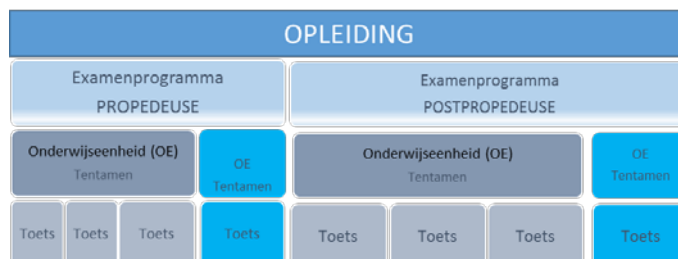 OPLEIDING
Examenprogramma
PROPEDEUSE
Examenprogramma
POSTPROPEDEUSE
Onderwijseenheid (OE)
Tentamen
OE
Tentamen
Onderwijseenheid (OE)
Tentamen
OE
Tentamen
Toets Toets Toets Toets Toets Toets Toets Toets